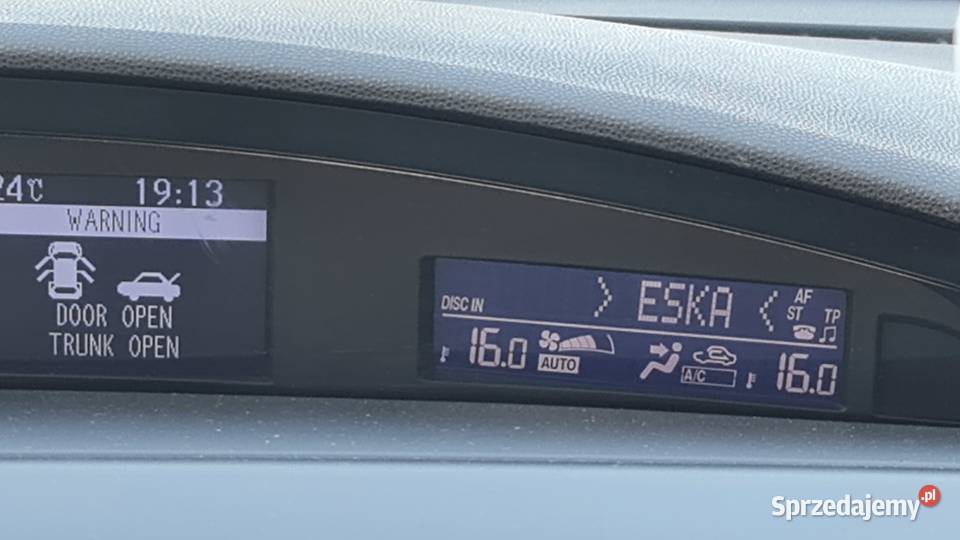 24℃ 19:13
WARNING
DOOR OPEN
TRUNK OPEN
DISC IN
ESKA
AF
ST
TP
16.0
AUTO
A/C
16.0
Sprzedajemy.pl